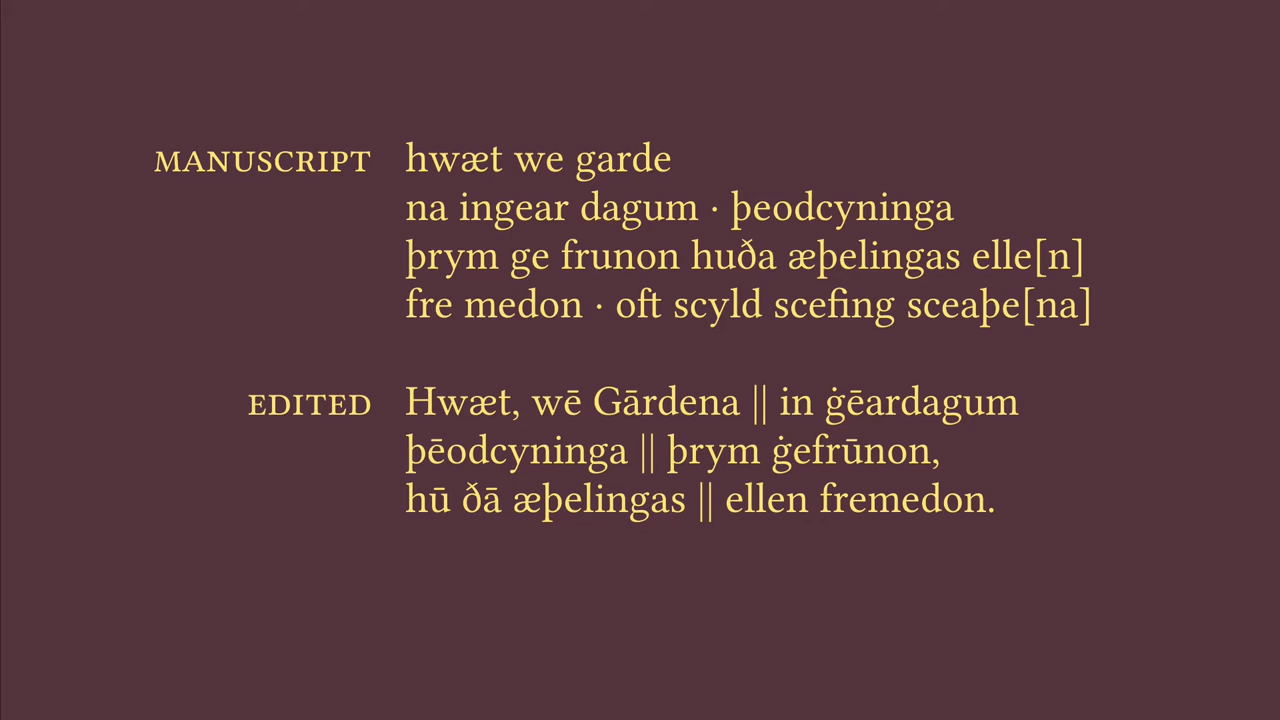 MANUSCRIPT hwæt we garde
na ingear dagum · þeodcyninga
þrym ge frunon huða æþelingas elle[n]
fre medon · oft scyld scefing sceaþe[na]
EDITED Hwæt, wē Gārdena || in ġēardagum
þēodcyninga || þrym ġefrūnon,
hū ðā æþelingas || ellen fremedon.